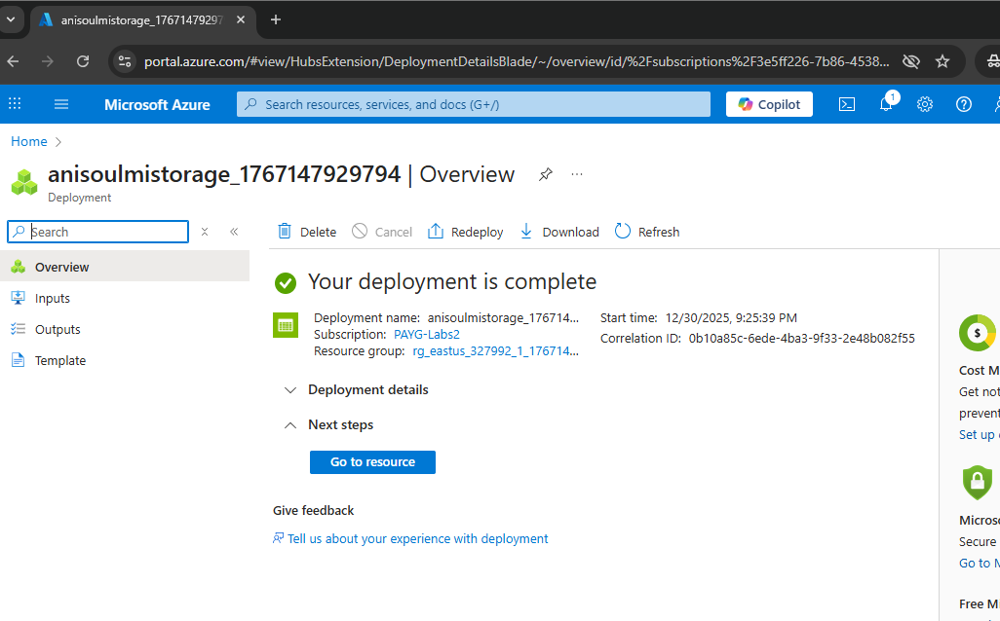 anisoulmistorage_17671479297
portal.azure.com/#view/HubsExtension/DeploymentDetailsBlade/~/overview/id/%2Fsubscriptions%2F3e5ff226-7b86-4538...
Microsoft Azure
Search resources, services, and docs (G+/)
Copilot
1
Home
anisoulmistorage_1767147929794 | Overview
...
Deployment
Search
Delete
Cancel
Redeploy
Download
Refresh
Overview
Inputs
Outputs
Template
Your deployment is complete
Deployment name: anisoulmistorage_176714...
Subscription: PAYG-Labs2
Resource group: rg_eastus_327992_1_176714...
Start time: 12/30/2025, 9:25:39 PM
Correlation ID: 0b10a85c-6ede-4ba3-9f33-2e48b082f55
Deployment details
Next steps
Go to resource
Give feedback
Tell us about your experience with deployment
$
Cost M
Get not
prevent
Set up
Micros
Secure
Go to M
Free M